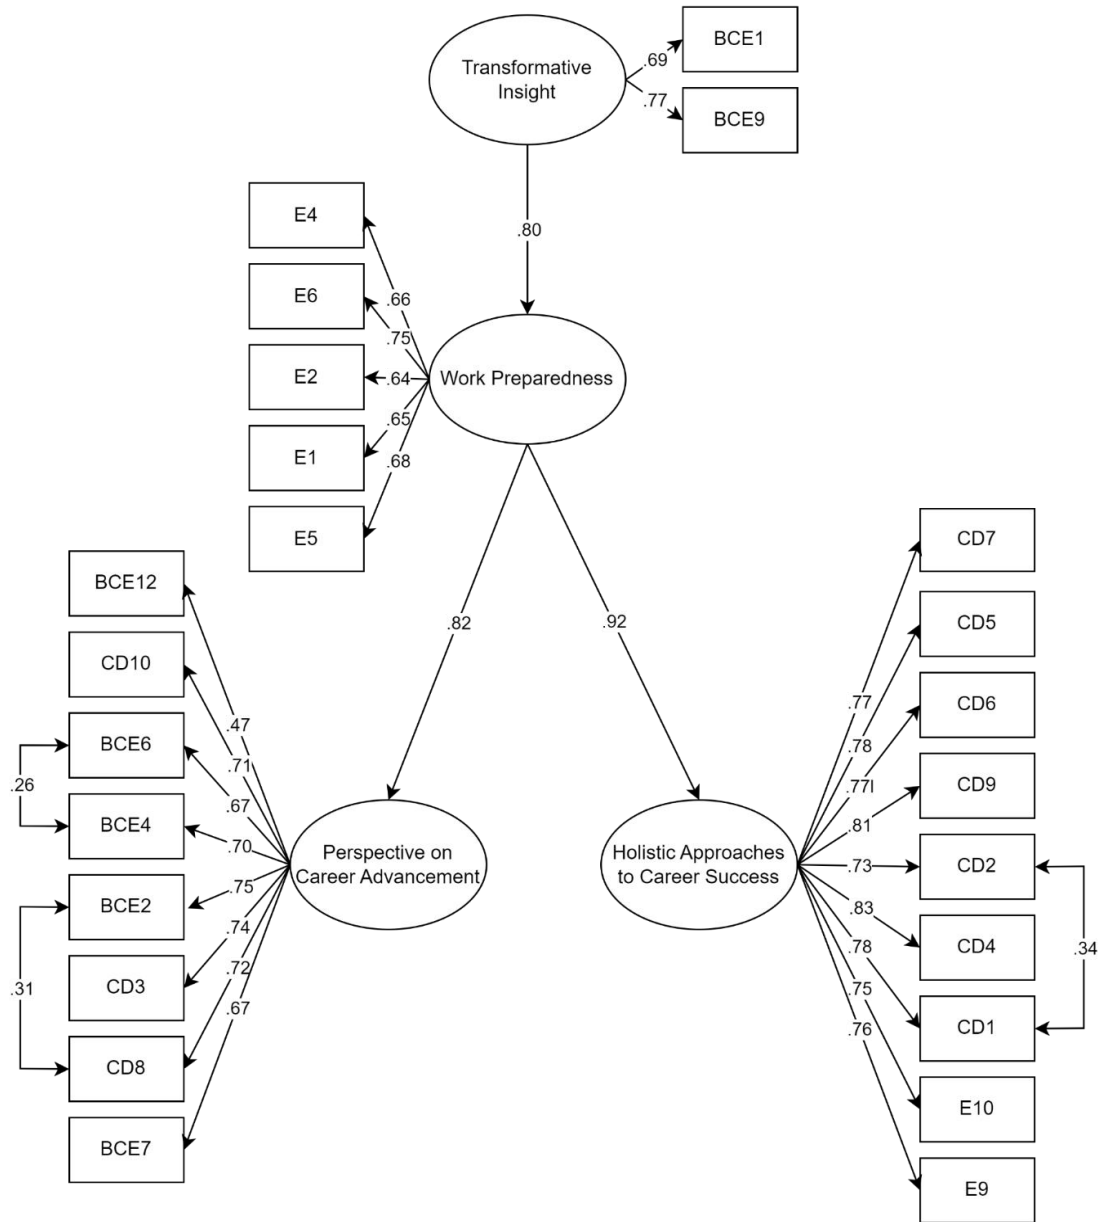 Transformative
Insight
.69
.77
BCE1
BCE9
.80
E4
E6
E2
E1
E5
.66
.75
.64
.65
.68
Work Preparedness
.82
.92
BCE12
CD10
BCE6
BCE4
BCE2
CD3
CD8
BCE7
.26
.31
.47
.71
.67
.70
.75
.74
.72
.67
Perspective on
Career Advancement
Holistic Approaches
to Career Success
.77
.78
.77l
.81
.73
.83
.78
.75
.76
CD7
CD5
CD6
CD9
CD2
CD4
CD1
E10
E9
.34